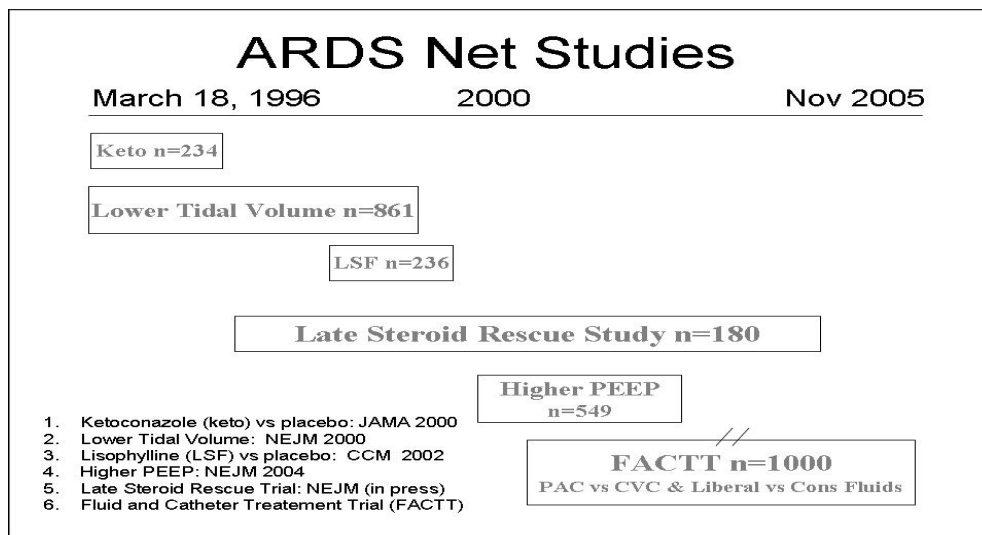 ARDS Net Studies
March 18, 1996 2000 Nov 2005
Keto n=234
Lower Tidal Volume n=861
LSF n=236
Late Steroid Rescue Study n=180
Higher PEEP
n=549
1. Ketoconazole (keto) vs placebo: JAMA 2000
2. Lower Tidal Volume: NEJM 2000
3. Lisophylline (LSF) vs placebo: CCM 2002
4. Higher PEEP: NEJM 2004
5. Late Steroid Rescue Trial: NEJM (in press)
6. Fluid and Catheter Treatement Trial (FACTT)
FACTT n=1000
PAC vs CVC & Liberal vs Cons Fluids